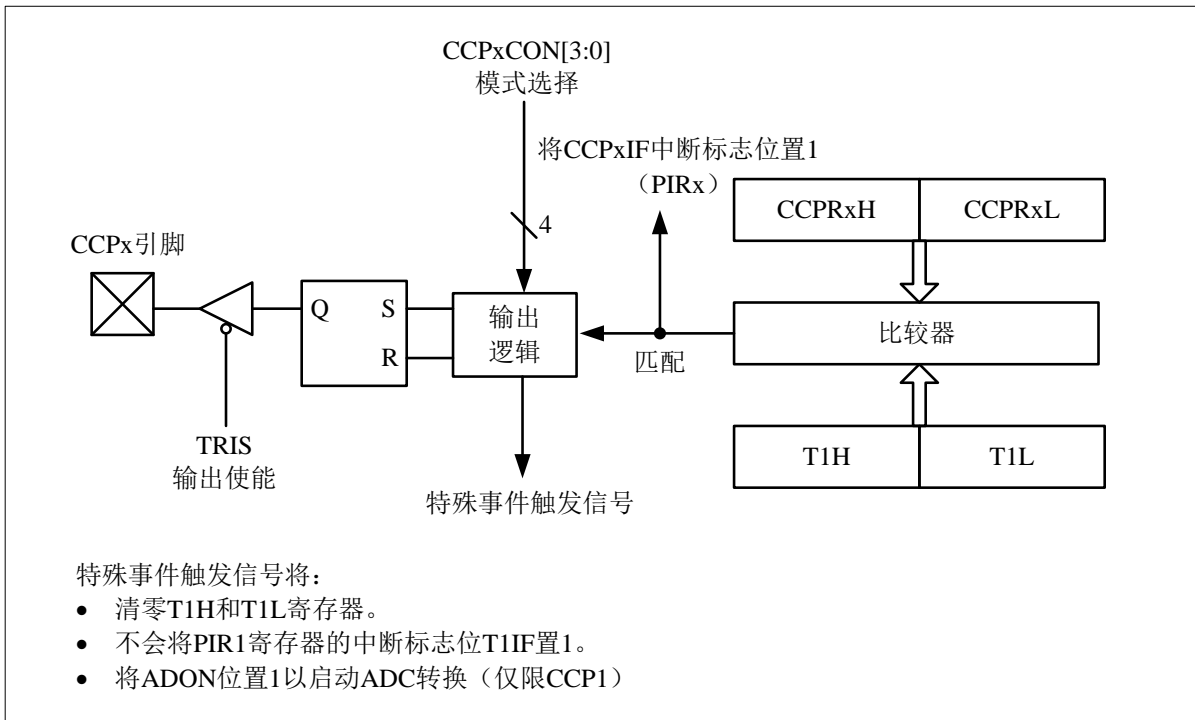 CCPxCON[3:0]
模式选择
将CCPxIF中断标志位置1
（PIRx）
CCPRxH
CCPRxL
4
CCPx引脚
Q
S
R
输出
逻辑
匹配
比较器
TRIS
输出使能
T1H
T1L
特殊事件触发信号
特殊事件触发信号将：
• 清零T1H和T1L寄存器。
• 不会将PIR1寄存器的中断标志位T1IF置1。
• 将ADON位置1以启动ADC转换（仅限CCP1）